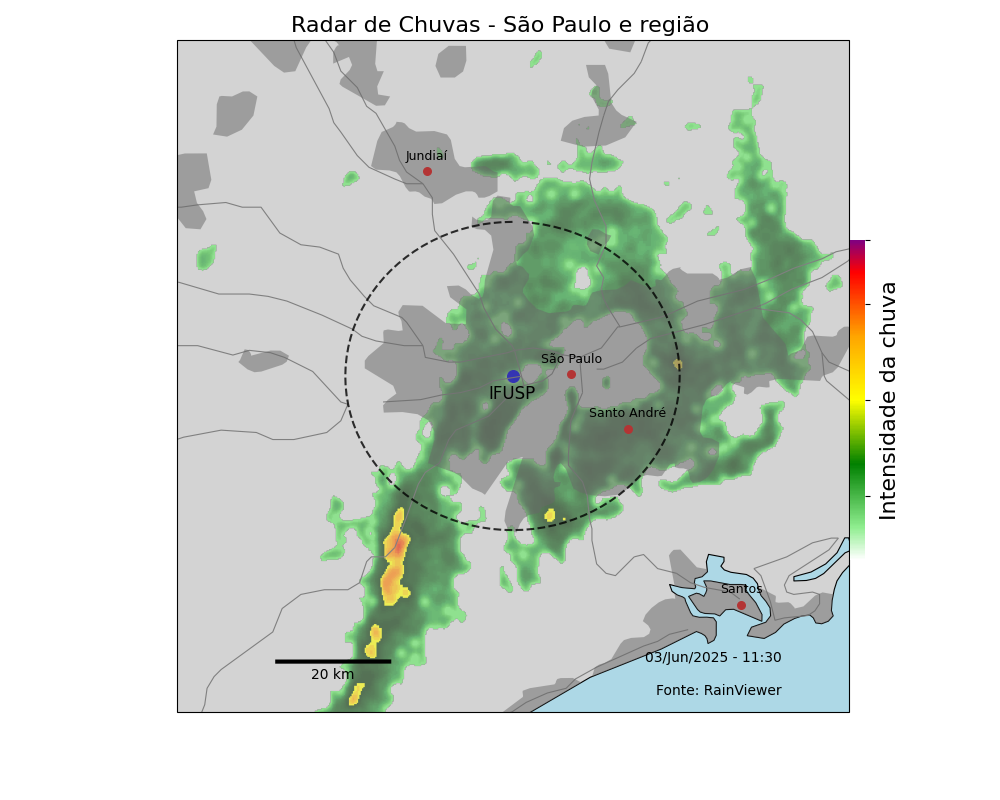 Radar de Chuvas - São Paulo e região
Jundiaí
São Paulo
IFUSP
Santo André
Santos
03/Jun/2025 - 11:30
20 km
Fonte: RainViewer
Intensidade da chuva